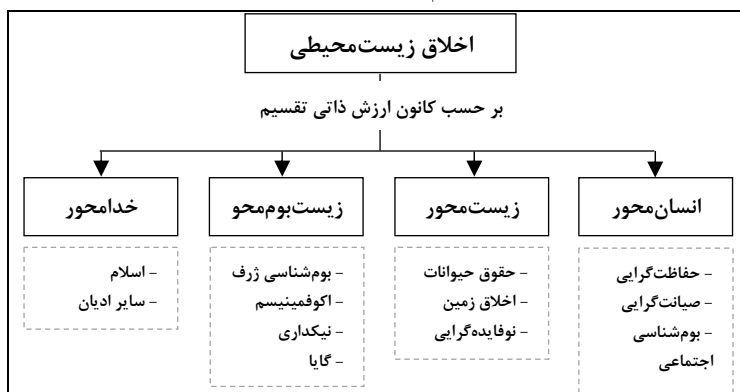 اخلاق زیست‌محیطی
بر حسب کانون ارزش ذاتی تقسیم
انسان‌محور
- حفاظت‌گرایی
- صیانت‌گرایی
- بوم‌شناسی
اجتماعی
زیست‌محور
- حقوق حیوانات
- اخلاق زمین
- نوفایده‌گرایی
زیست‌بوم‌محو
- بوم‌شناسی ژرف
- اکوفمینیسم
- نیکداری
- گایا
خدامحور
- اسلام
- سایر ادیان